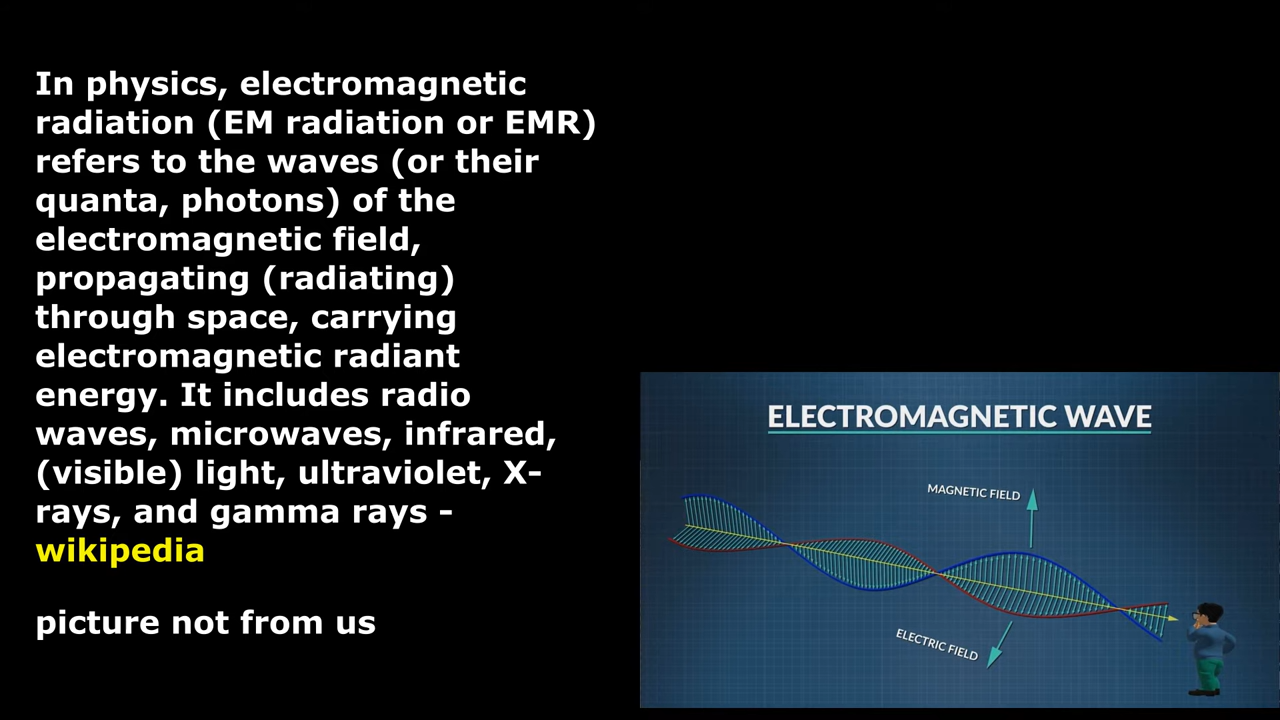 In physics, electromagnetic
radiation (EM radiation or EMR)
refers to the waves (or their
quanta, photons) of the
electromagnetic field,
propagating (radiating)
through space, carrying
electromagnetic radiant
energy. It includes radio
waves, microwaves, infrared,
(visible) light, ultraviolet, X-
rays, and gamma rays -
wikipedia
picture not from us
ELECTROMAGNETIC WAVE
MAGNETIC FIELD
ELECTRIC FIELD